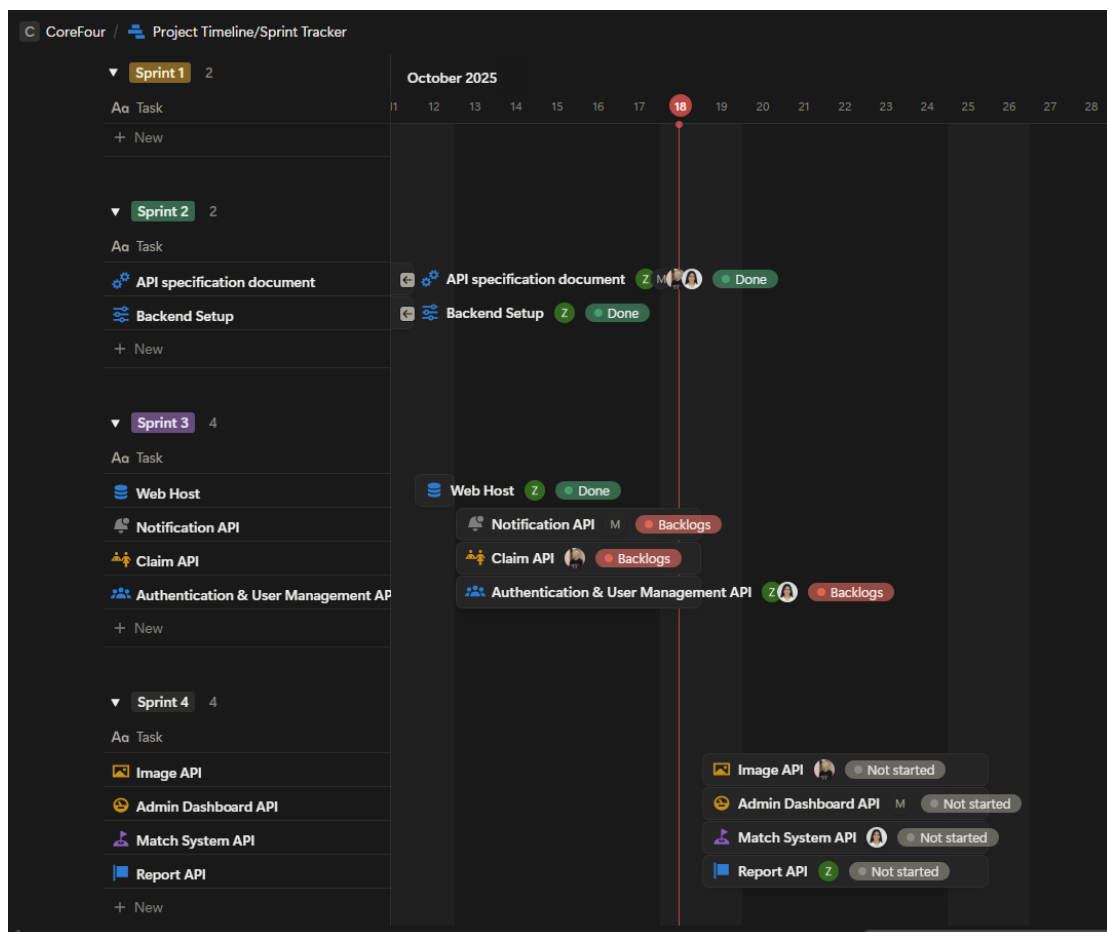 C CoreFour / Project Timeline/Sprint Tracker
Sprint 1 2
October 2025
Aa Task
12 13 14 15 16 17 18 19 20 21 22 23 24 25 26 27 28
+ New
Sprint 2 2
Aa Task
API specification document
API specification document Z M Done
Backend Setup
Backend Setup Z Done
+ New
Sprint 3 4
Aa Task
Web Host
Web Host Z Done
Notification API
Notification API M Backlogs
Claim API
Claim API Backlogs
Authentication & User Management AP
Authentication & User Management API Z Backlogs
+ New
Sprint 4 4
Aa Task
Image API
Image API Not started
Admin Dashboard API
Admin Dashboard API M Not started
Match System API
Match System API Not started
Report API
Report API Z Not started
+ New